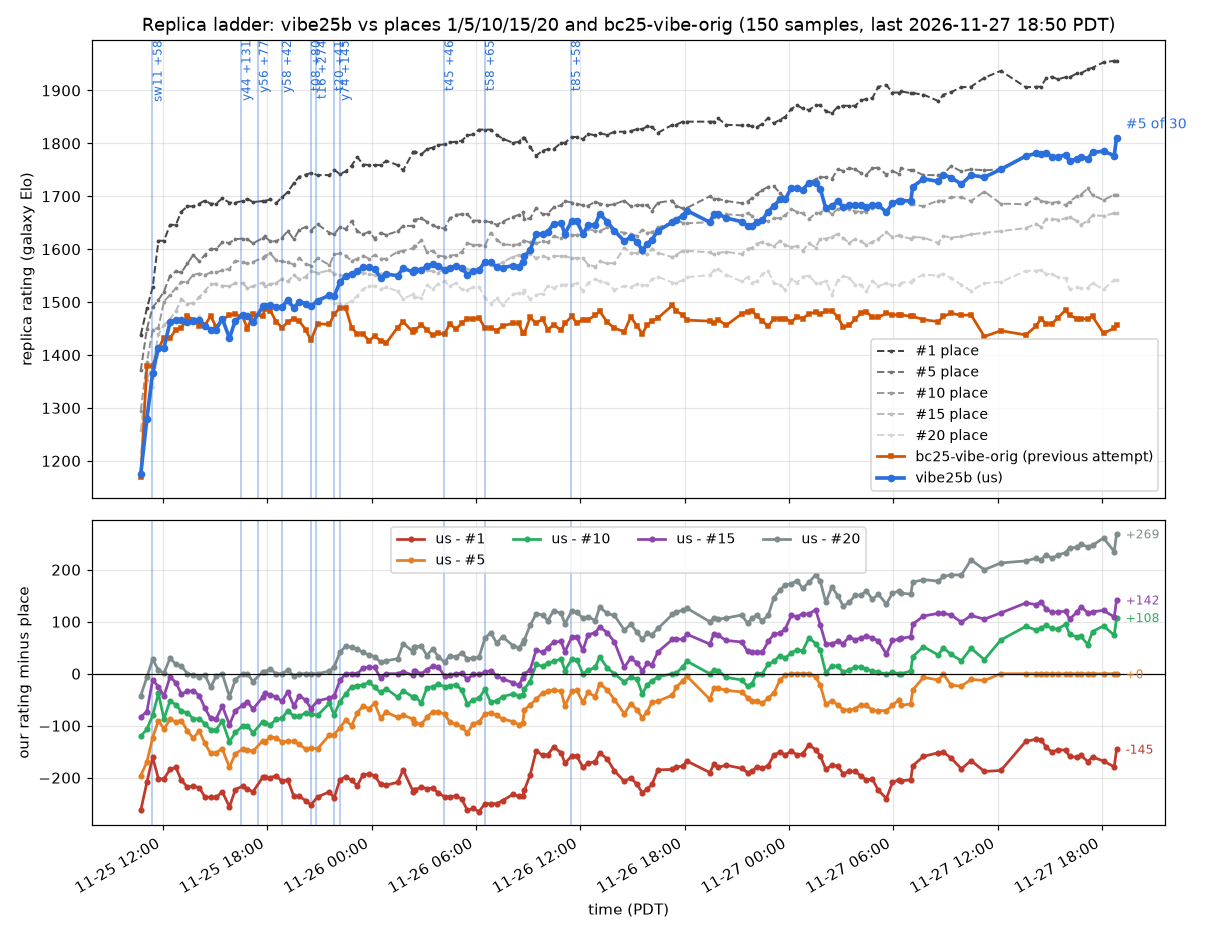 Replica ladder: vibe25b vs places 1/5/10/15/20 and bc25-vibe-orig (150 samples, last 2026-11-27 18:50 PDT)
replica rating (galaxy Elo)
1900
1800
1700
1600
1500
1400
1300
1200
sw11 +58
y44 +131
y56 +77
y58 +42
t45 +46
t58 +65
t85 +58
#5 of 30
#1 place
#5 place
#10 place
#15 place
#20 place
bc25-vibe-orig (previous attempt)
vibe25b (us)
our rating minus place
200
100
0
−100
−200
us - #1
us - #5
us - #10
us - #15
us - #20
+269
+142
+108
+0
-145
11-25 12:00
11-25 18:00
11-26 00:00
11-26 06:00
11-26 12:00
11-26 18:00
11-27 00:00
11-27 06:00
11-27 12:00
11-27 18:00
time (PDT)